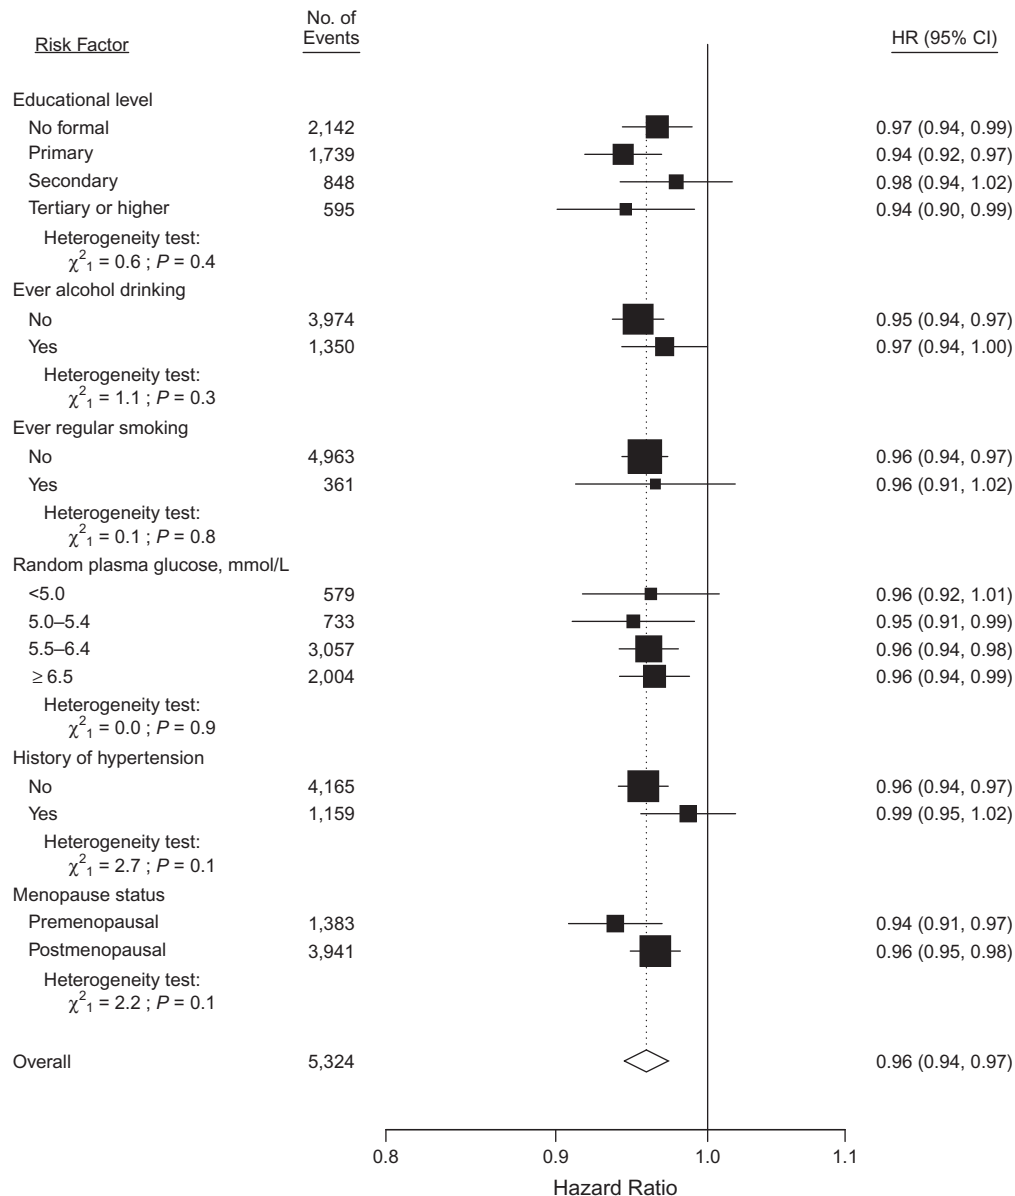 Risk Factor No. of Events HR (95% CI)
Educational level
No formal 2,142 0.97 (0.94, 0.99)
Primary 1,739 0.94 (0.92, 0.97)
Secondary 848 0.98 (0.94, 1.02)
Tertiary or higher 595 0.94 (0.90, 0.99)
Heterogeneity test:
χ²₁ = 0.6 ; P = 0.4
Ever alcohol drinking
No 3,974 0.95 (0.94, 0.97)
Yes 1,350 0.97 (0.94, 1.00)
Heterogeneity test:
χ²₁ = 1.1 ; P = 0.3
Ever regular smoking
No 4,963 0.96 (0.94, 0.97)
Yes 361 0.96 (0.91, 1.02)
Heterogeneity test:
χ²₁ = 0.1 ; P = 0.8
Random plasma glucose, mmol/L
<5.0 579 0.96 (0.92, 1.01)
5.0–5.4 733 0.95 (0.91, 0.99)
5.5–6.4 3,057 0.96 (0.94, 0.98)
≥ 6.5 2,004 0.96 (0.94, 0.99)
Heterogeneity test:
χ²₁ = 0.0 ; P = 0.9
History of hypertension
No 4,165 0.96 (0.94, 0.97)
Yes 1,159 0.99 (0.95, 1.02)
Heterogeneity test:
χ²₁ = 2.7 ; P = 0.1
Menopause status
Premenopausal 1,383 0.94 (0.91, 0.97)
Postmenopausal 3,941 0.96 (0.95, 0.98)
Heterogeneity test:
χ²₁ = 2.2 ; P = 0.1
Overall 5,324 0.96 (0.94, 0.97)
0.8 0.9 1.0 1.1
Hazard Ratio